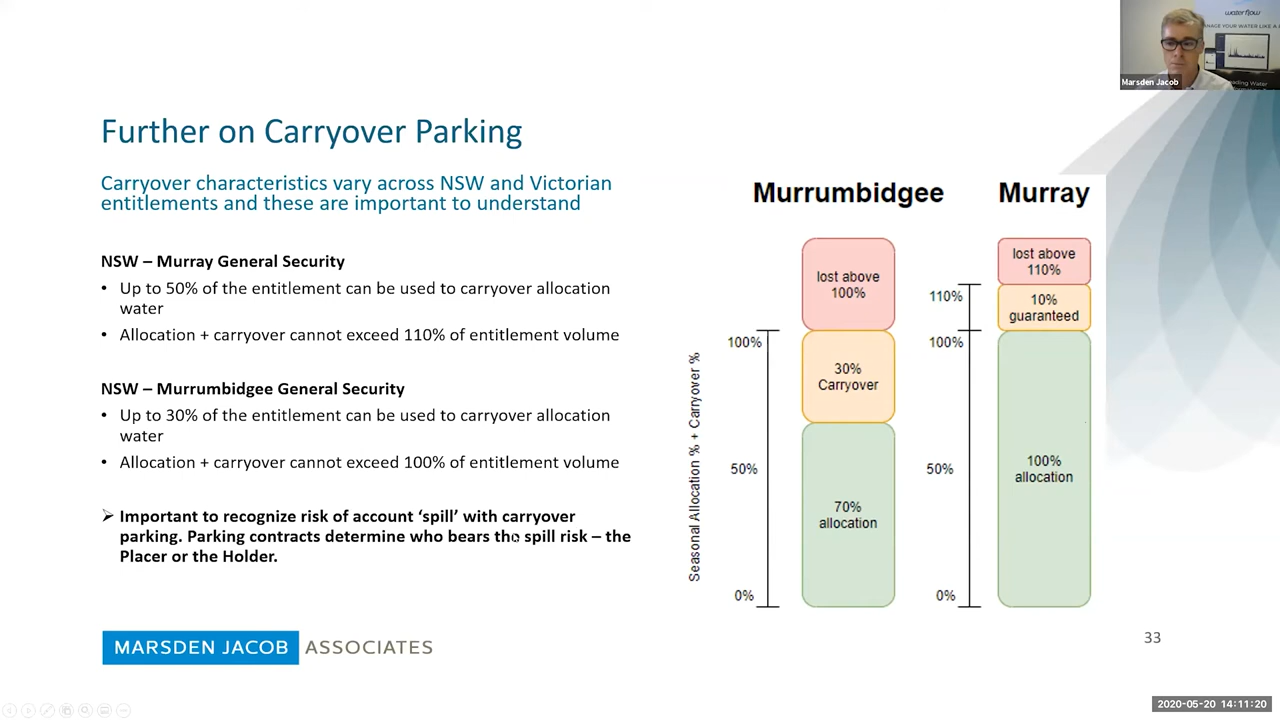 waterflow
Marsden Jacob
Further on Carryover Parking
Carryover characteristics vary across NSW and Victorian
entitlements and these are important to understand
NSW – Murray General Security
• Up to 50% of the entitlement can be used to carryover allocation
water
• Allocation + carryover cannot exceed 110% of entitlement volume
NSW – Murrumbidgee General Security
• Up to 30% of the entitlement can be used to carryover allocation
water
• Allocation + carryover cannot exceed 100% of entitlement volume
➢ Important to recognize risk of account ‘spill’ with carryover
parking. Parking contracts determine who bears the spill risk – the
Placer or the Holder.
Murrumbidgee
Murray
Seasonal Allocation % + Carryover %
100%
50%
0%
lost above
100%
30%
Carryover
70%
allocation
110%
100%
50%
0%
lost above
110%
10%
guaranteed
100%
allocation
MARSDEN JACOB ASSOCIATES
33
2020-05-20 14:11:20